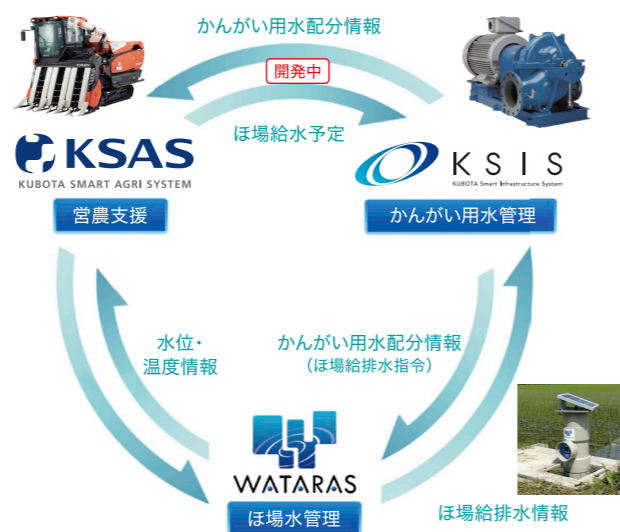 かんがい用水配分情報
開発中
ほ場給水予定
KSAS
KUBOTA SMART AGRI SYSTEM
営農支援
KSIS
KUBOTA Smart Infrastructure System
かんがい用水管理
水位・
温度情報
かんがい用水配分情報
（ほ場給排水指令）
WATARAS
ほ場水管理
ほ場給排水情報